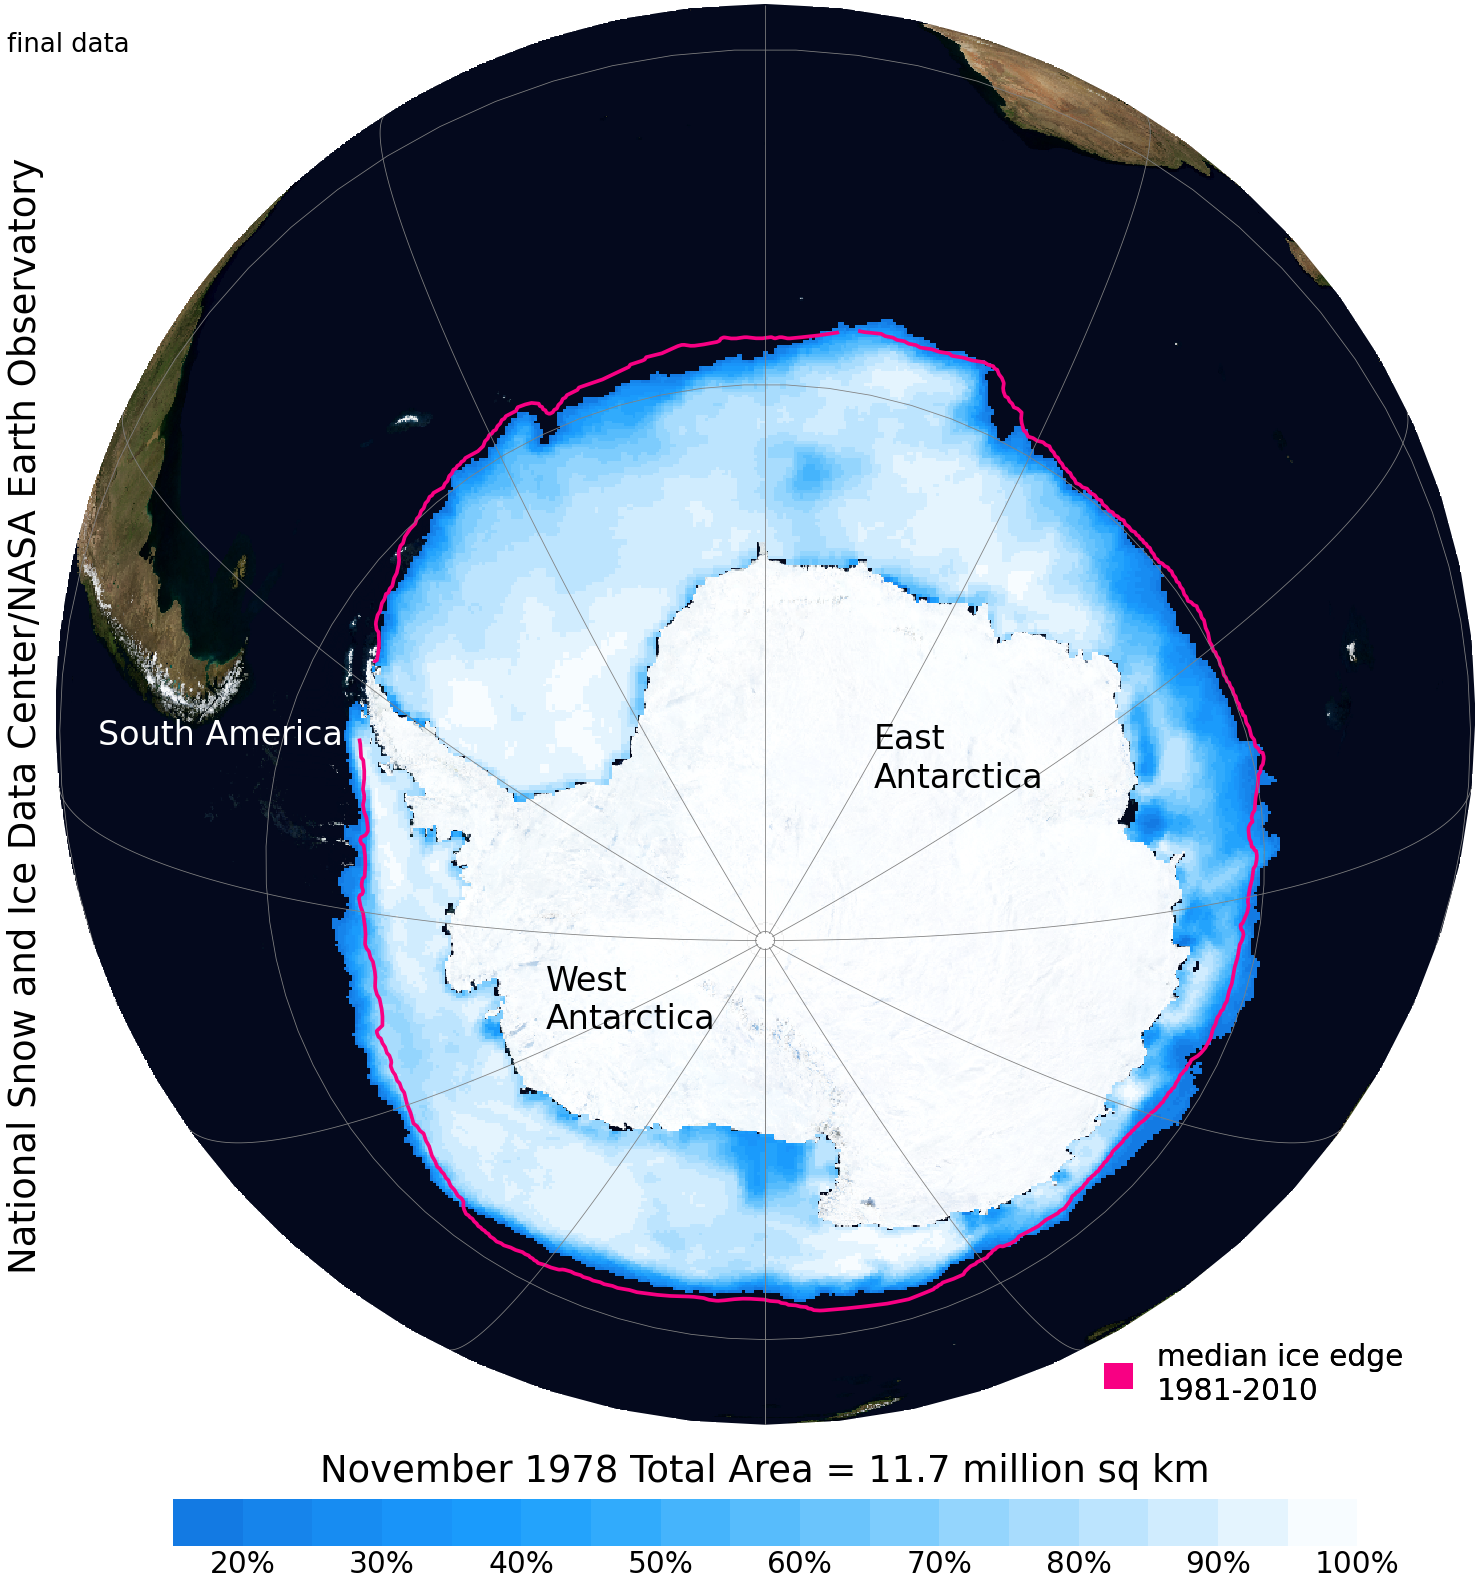 final data
National Snow and Ice Data Center/NASA Earth Observatory
South America
East
Antarctica
West
Antarctica
median ice edge
1981-2010
November 1978 Total Area = 11.7 million sq km
20% 30% 40% 50% 60% 70% 80% 90% 100%